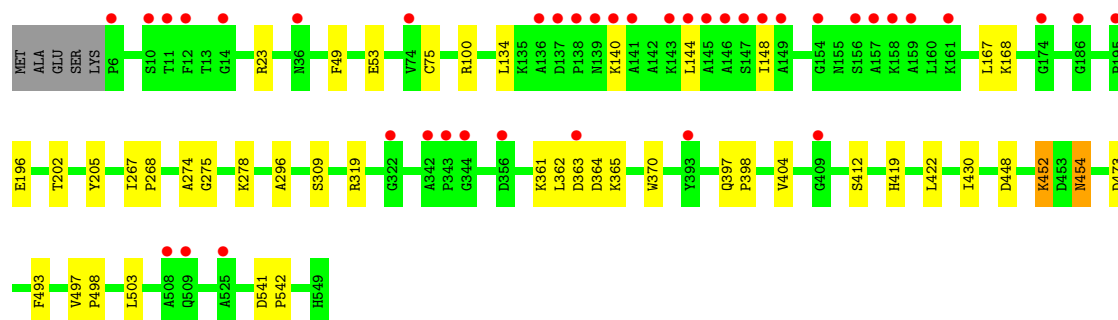 MET ALA GLU SER LYS P6 S10 T11 F12 T13 G14 R23 N36 F49 E53 V74 C75 R100 L134 K135 A136 D137 P138 N139 K140 A141 A142 K143 L144 A145 A146 S147 I148 A149 G154 N155 S156 A157 K158 A159 L160 K161 L167 K168 G174 G186
E196 T202 Y205 I267 P268 A274 G275 K278 A296 S309 R319 G322 A342 P343 G344 D356 K361 L362 D363 D364 K365 W370 Y393 Q397 P398 V404 G409 S412 H419 L422 I430 D448 K452 D453 N454
F493 V497 P498 L503 A508 Q509 A525 D541 P542 H549